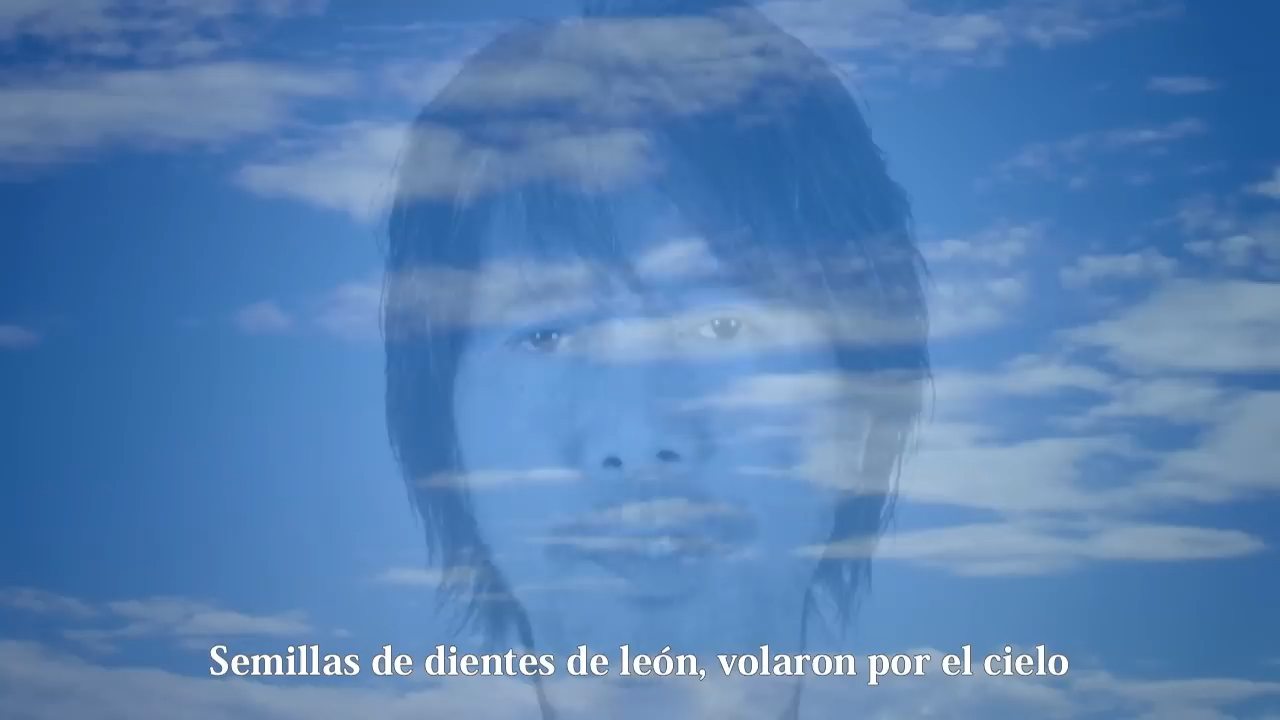 Semillas de dientes de león, volaron por el cielo